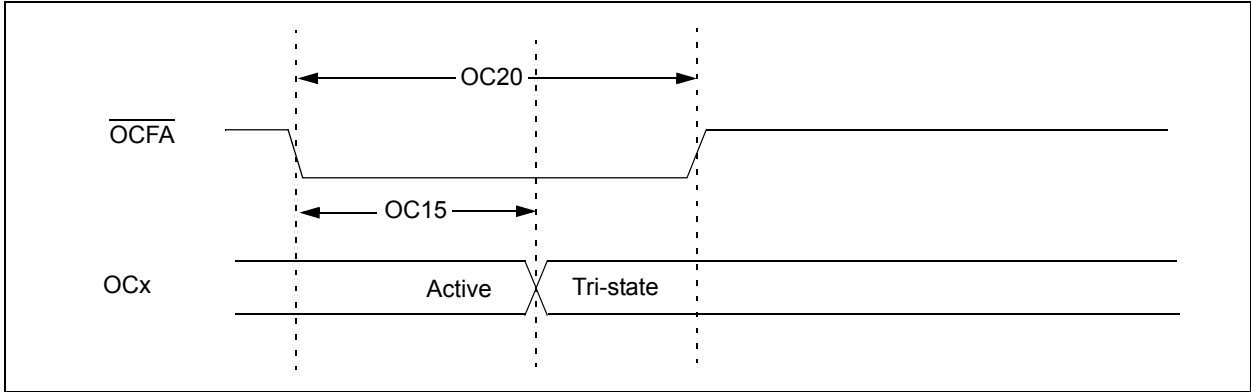 OC20
OCFA
OC15
OCx
Active
Tri-state